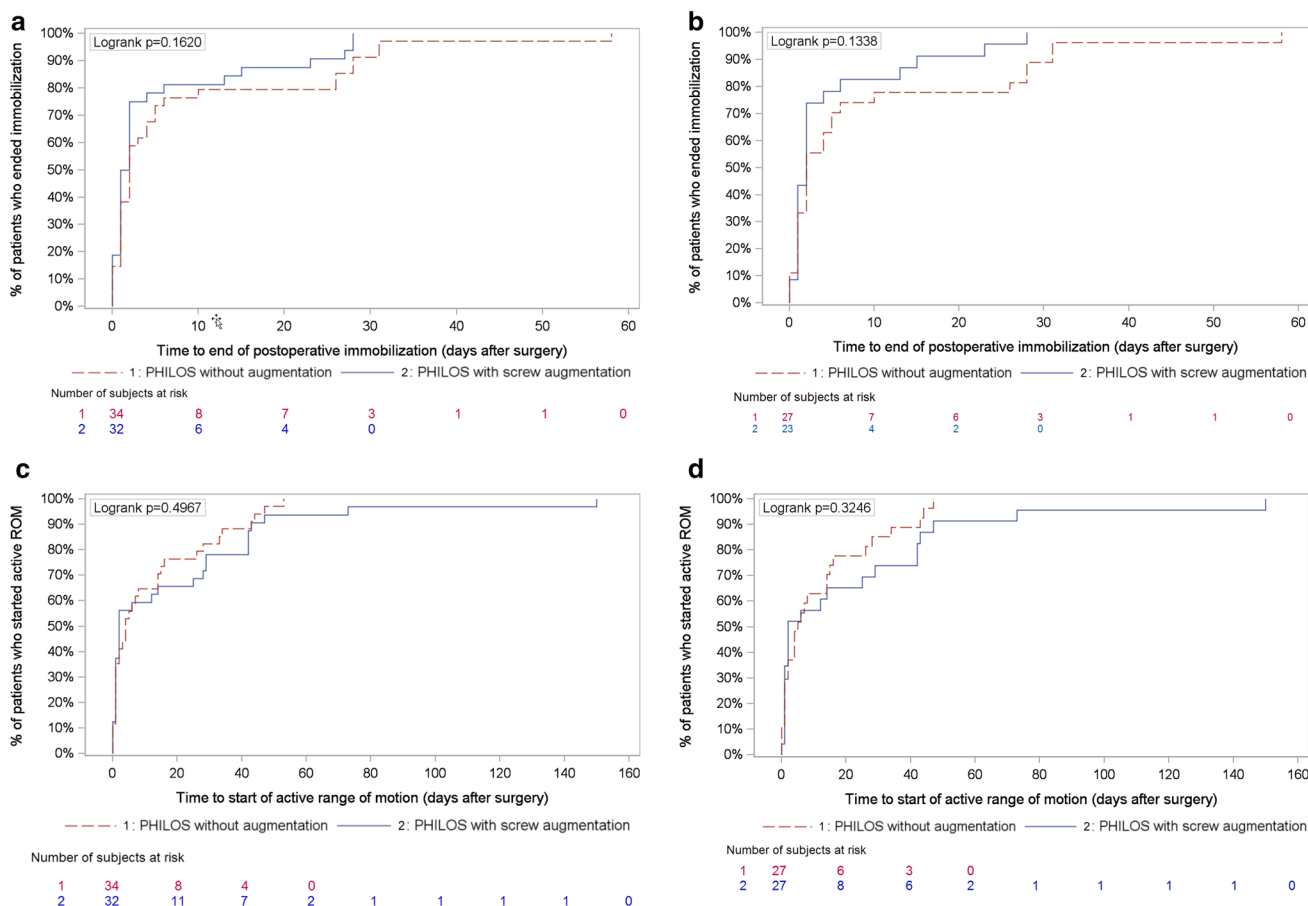 a
100%
90%
80%
70%
60%
50%
40%
30%
20%
10%
0%
% of patients who ended immobilization
Logrank p=0.1620
0 10 20 30 40 50 60
Time to end of postoperative immobilization (days after surgery)
1: PHILOS without augmentation 2: PHILOS with screw augmentation
Number of subjects at risk
1 34 8 7 3 1 1 0
2 32 6 4 0
b
100%
90%
80%
70%
60%
50%
40%
30%
20%
10%
0%
% of patients who ended immobilization
Logrank p=0.1338
0 10 20 30 40 50 60
Time to end of postoperative immobilization (days after surgery)
1: PHILOS without augmentation 2: PHILOS with screw augmentation
Number of subjects at risk
1 27 7 6 3 1 1 0
2 23 4 2 0
c
100%
90%
80%
70%
60%
50%
40%
30%
20%
10%
0%
% of patients who started active ROM
Logrank p=0.4967
0 20 40 60 80 100 120 140 160
Time to start of active range of motion (days after surgery)
1: PHILOS without augmentation 2: PHILOS with screw augmentation
Number of subjects at risk
1 34 8 4 0
2 32 11 7 2 1 1 1 1 0
d
100%
90%
80%
70%
60%
50%
40%
30%
20%
10%
0%
% of patients who started active ROM
Logrank p=0.3246
0 20 40 60 80 100 120 140 160
Time to start of active range of motion (days after surgery)
1: PHILOS without augmentation 2: PHILOS with screw augmentation
Number of subjects at risk
1 27 6 3 0
2 27 8 6 2 1 1 1 1 0